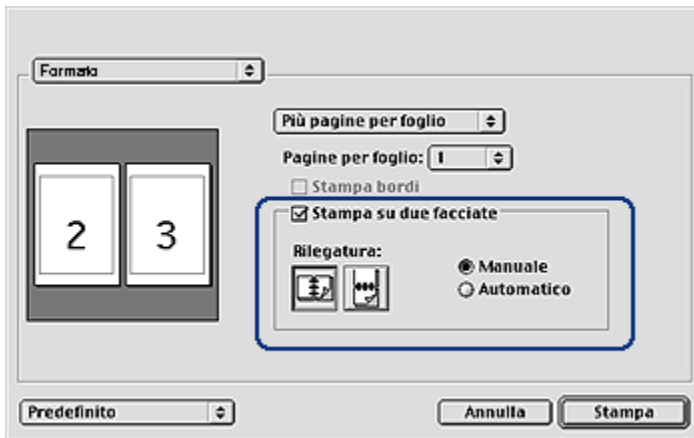 Formato
Più pagine per foglio
Pagine per foglio: 1
Stampa bordi
Stampa su due facciate
2 3
Rilegatura:
Manuale
Automatico
Predefinito
Annulla
Stampa